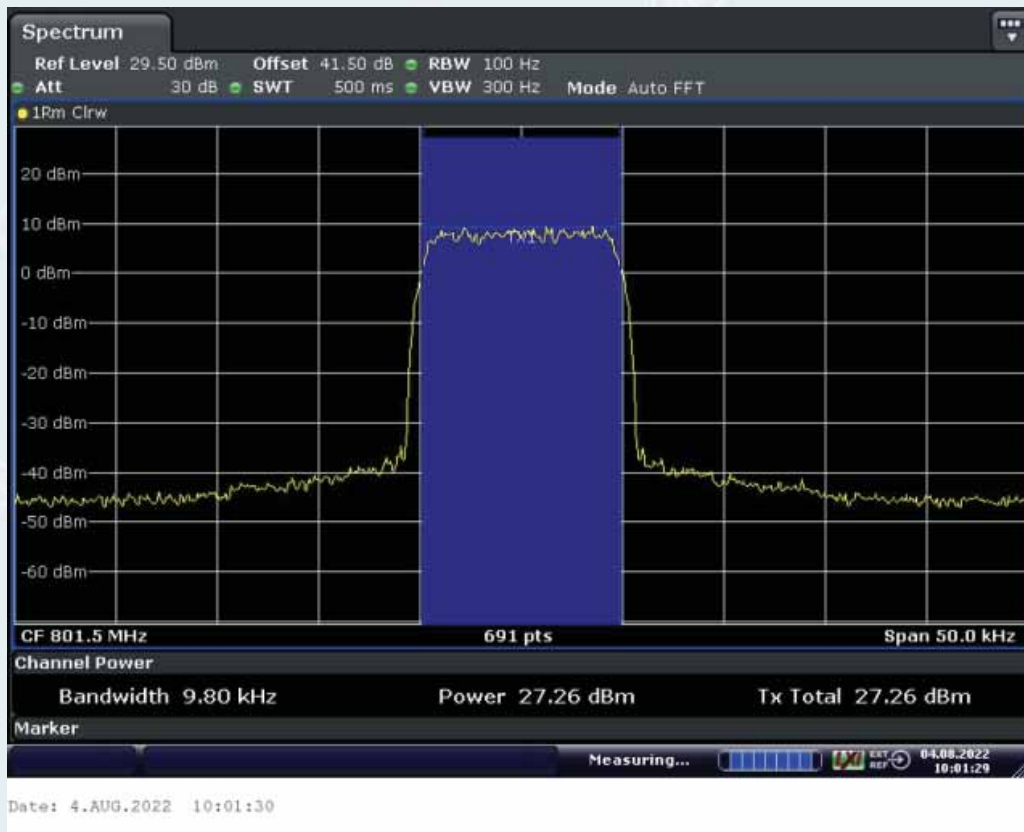 Spectrum
Ref Level 29.50 dBm Offset 41.50 dB RBW 100 Hz
Att 30 dB SWT 500 ms VBW 300 Hz Mode Auto FFT
1Rm Clrw
20 dBm
10 dBm
TX1
0 dBm
-10 dBm
-20 dBm
-30 dBm
-40 dBm
-50 dBm
-60 dBm
CF 801.5 MHz 691 pts Span 50.0 kHz
Channel Power
Bandwidth 9.80 kHz Power 27.26 dBm Tx Total 27.26 dBm
Marker
Measuring... LXI EXT REF 04.08.2022
10:01:29
Date: 4.AUG.2022 10:01:30